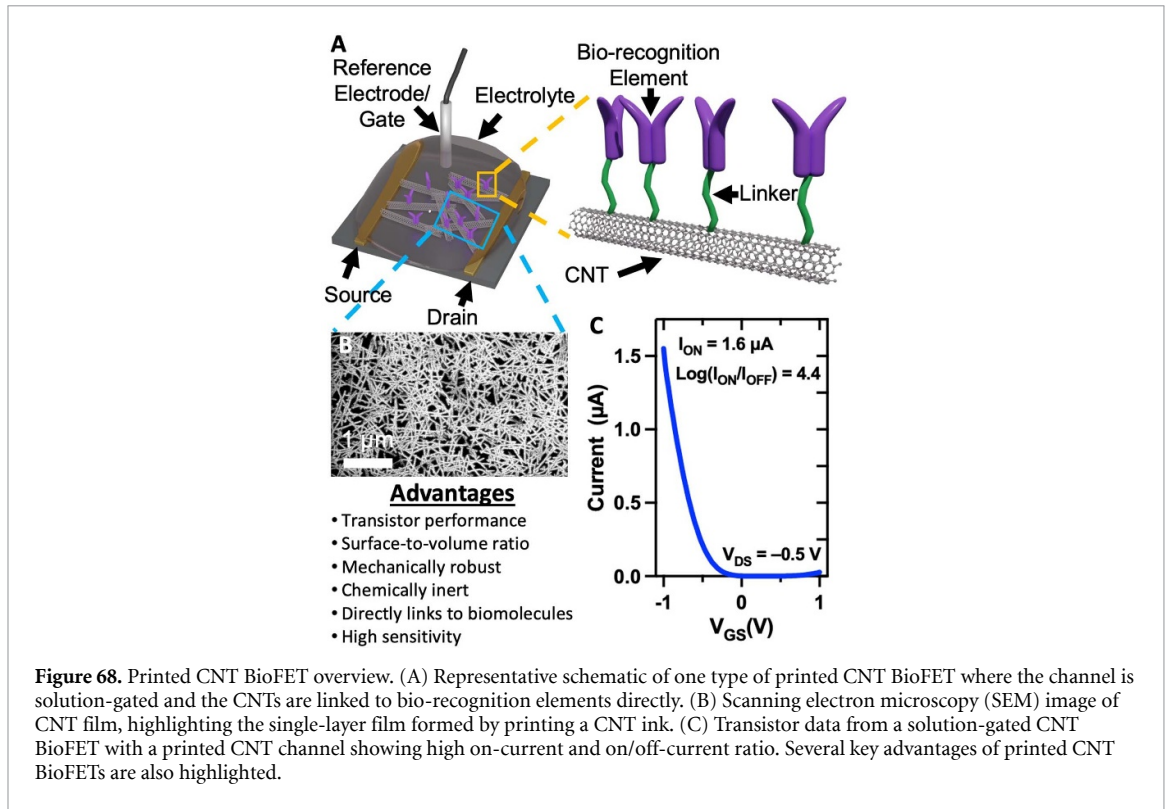 A
Reference
Electrode/
Gate
Electrolyte
Bio-recognition
Element
Linker
CNT
Source
Drain
B
1 μm
Advantages
• Transistor performance
• Surface-to-volume ratio
• Mechanically robust
• Chemically inert
• Directly links to biomolecules
• High sensitivity
C
I_ON = 1.6 μA
Log(I_ON/I_OFF) = 4.4
V_DS = –0.5 V
Current (μA)
1.5
1.0
0.5
0.0
-1 0 1
V_GS(V)
Figure 68. Printed CNT BioFET overview. (A) Representative schematic of one type of printed CNT BioFET where the channel is
solution-gated and the CNTs are linked to bio-recognition elements directly. (B) Scanning electron microscopy (SEM) image of
CNT film, highlighting the single-layer film formed by printing a CNT ink. (C) Transistor data from a solution-gated CNT
BioFET with a printed CNT channel showing high on-current and on/off-current ratio. Several key advantages of printed CNT
BioFETs are also highlighted.